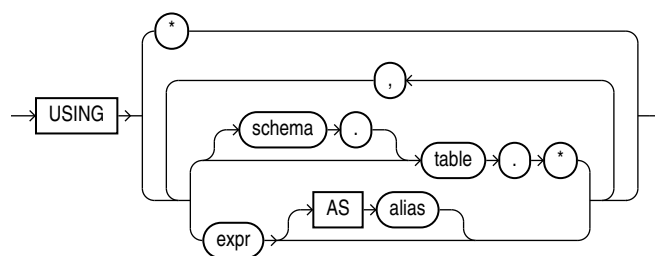 *
,
USING
schema .
table . *
AS alias
expr